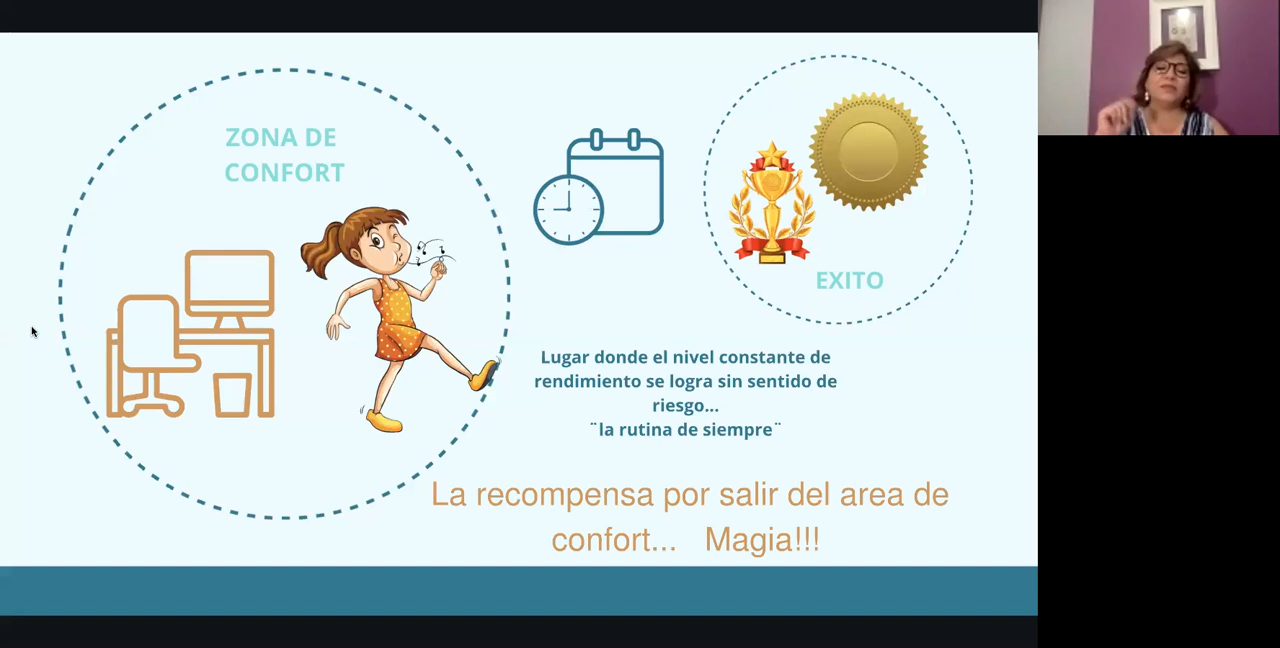 ZONA DE
CONFORT
EXITO
Lugar donde el nivel constante de
rendimiento se logra sin sentido de
riesgo...
¨la rutina de siempre¨
La recompensa por salir del area de
confort... Magia!!!